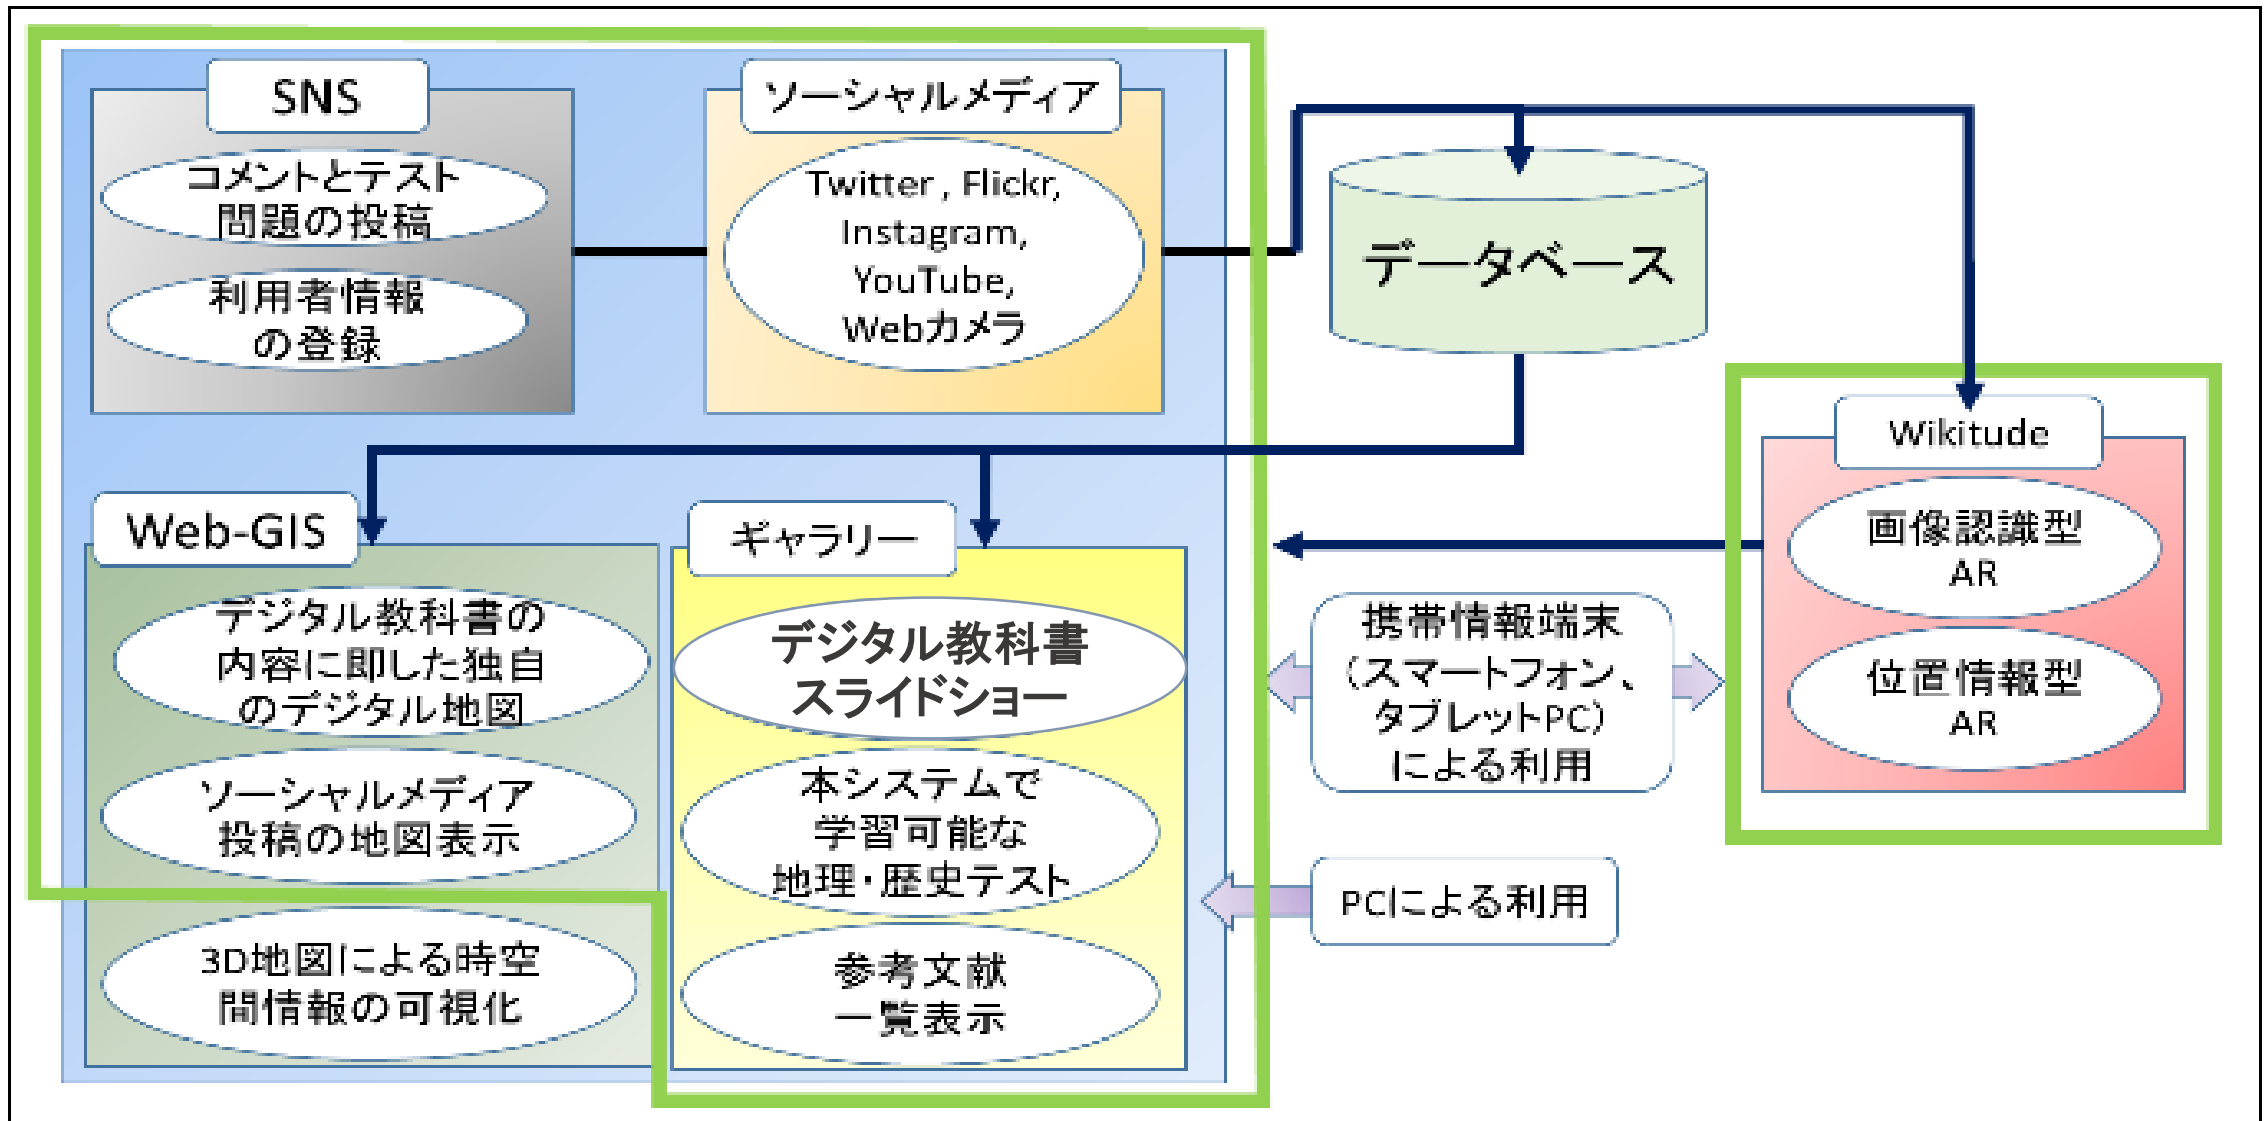 SNS
コメントとテスト
問題の投稿
利用者情報
の登録
ソーシャルメディア
Twitter , Flickr,
Instagram,
YouTube,
Webカメラ
データベース
Wikitude
画像認識型
AR
位置情報型
AR
Web-GIS
デジタル教科書の
内容に即した独自
のデジタル地図
ソーシャルメディア
投稿の地図表示
3D地図による時空
間情報の可視化
ギャラリー
デジタル教科書
スライドショー
本システムで
学習可能な
地理・歴史テスト
参考文献
一覧表示
携帯情報端末
（スマートフォン、
タブレットPC）
による利用
PCによる利用